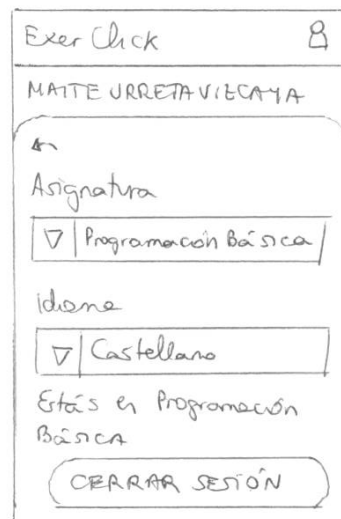 Exer Click
MAITE URRETAVIZCAYA
Asignatura
Programación Básica
idioma
Castellano
Estás en Programación
Básica
CERRAR SESIÓN